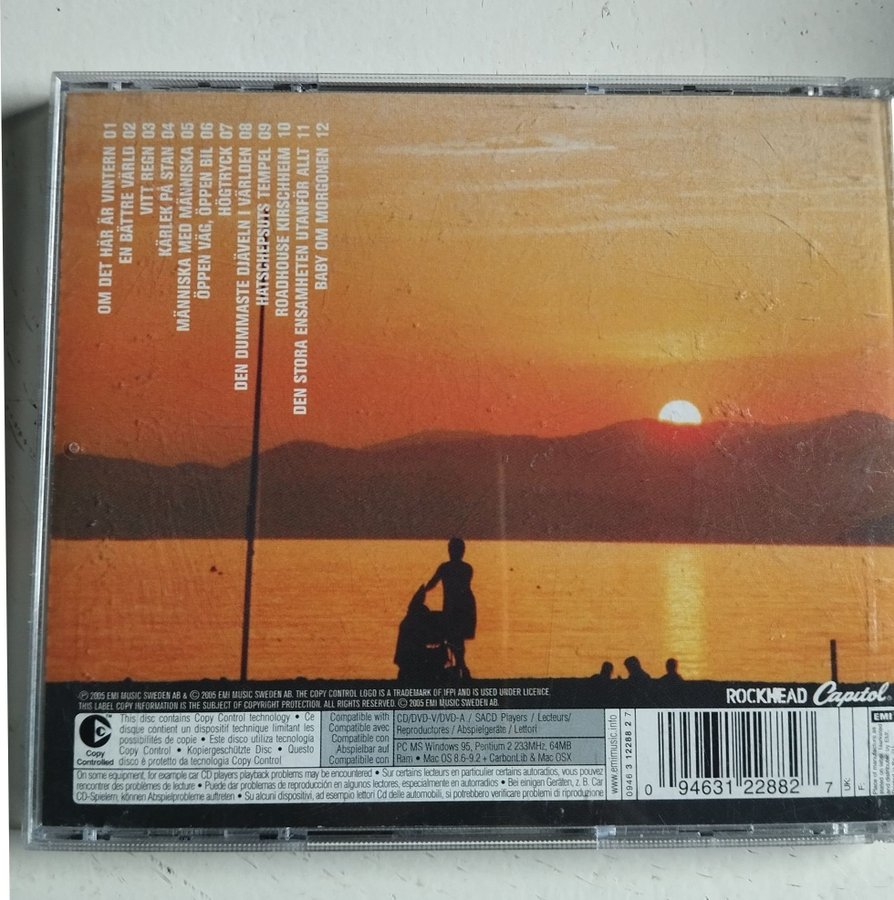 OM DET HÄR ÄR VINTERN 01
EN BÄTTRE VÄRLD 02
VITT REGN 03
KÄRLEK PÅ STAN 04
MÄNNISKA MED MÄNNISKA 05
ÖPPEN VÄG, ÖPPEN BIL 06
HÖGTRYCK 07
DEN DUMMASTE DJÄVELN I VÄRLDEN 08
HATSCHEPSUTS TEMPEL 09
ROADHOUSE KIRSCHHEIM 10
DEN STORA ENSAMHETEN UTANFÖR ALLT 11
BABY OM MORGONEN 12
℗ 2005 EMI MUSIC SWEDEN AB & © 2005 EMI MUSIC SWEDEN AB. THE COPY CONTROL LOGO IS A TRADEMARK OF IFPI AND IS USED UNDER LICENCE.
THIS LABEL COPY INFORMATION IS THE SUBJECT OF COPYRIGHT PROTECTION. ALL RIGHTS RESERVED. © 2005 EMI MUSIC SWEDEN AB.
ROCKHEAD Capitol
Copy
Controlled
This disc contains Copy Control technology • Ce
disque contient un dispositif technique limitant les
possibilités de copie • Este disco utiliza tecnología
Copy Control • Kopiergeschützte Disc • Questo
disco è protetto da tecnologia Copy Control
Compatible with
Compatible avec
Compatible con
Abspielbar auf
Compatibile con
CD/DVD-V/DVD-A / SACD Players / Lecteurs/
Reproductores / Abspielgeräte / Lettori
PC MS Windows 95, Pentium 2 233MHz, 64MB
Ram • Mac OS 8.6-9.2 + CarbonLib & Mac OSX
On some equipment, for example car CD players playback problems may be encountered • Sur certains lecteurs en particulier certains autoradios, vous pouvez
rencontrer des problèmes de lecture • Puede dar problemas de reproducción en algunos lectores, especialmente en autorradios • Bei einigen Geräten, z. B. Car
CD-Spielern, können Abspielprobleme auftreten • Su alcuni dispositivi, ad esempio lettori Cd delle automobili, si potrebbero verificare problemi di riproduzione
www.emimusic.info
0946 3 12288 2 7
0 94631 22882 7
UK:
F:
EMI